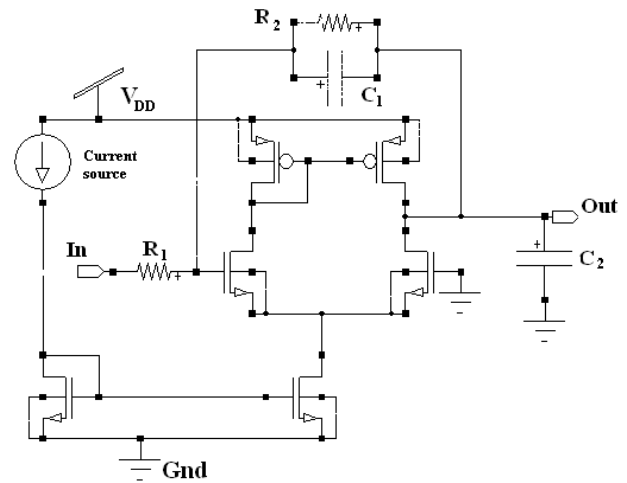 R2
C1
VDD
Current
source
Out
In
R1
C2
Gnd